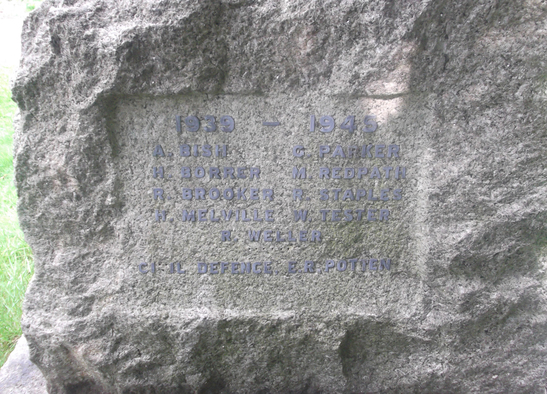 1939 - 1945
A. BISH G. PARKER
H. BORRER M. REDPATH
R. BROOKER R. STAPLES
H. MELVILLE W. TESTER
K. WELLER
CIVIL DEFENCE E.R. POTTEN